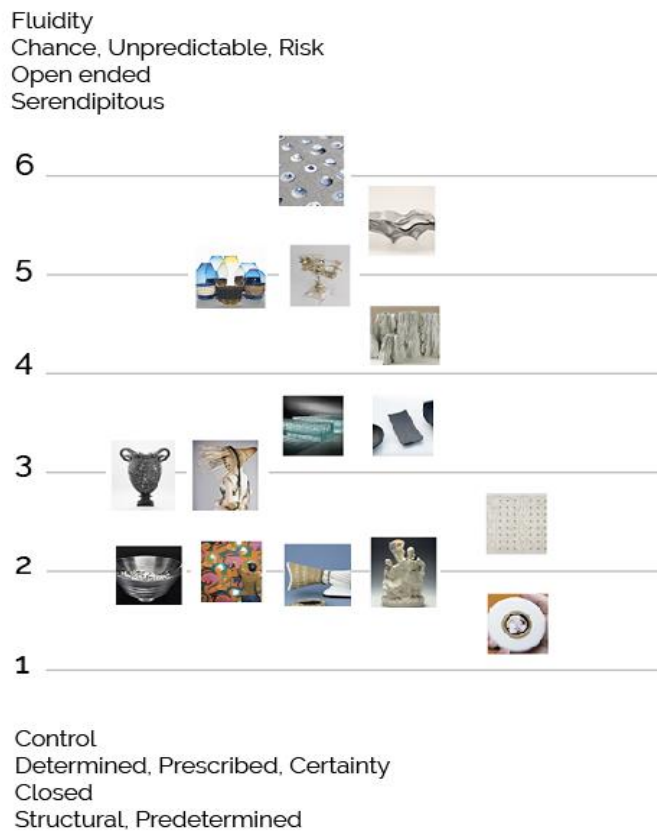 Fluidity
Chance, Unpredictable, Risk
Open ended
Serendipitous
6
5
4
3
2
1
Control
Determined, Prescribed, Certainty
Closed
Structural, Predetermined